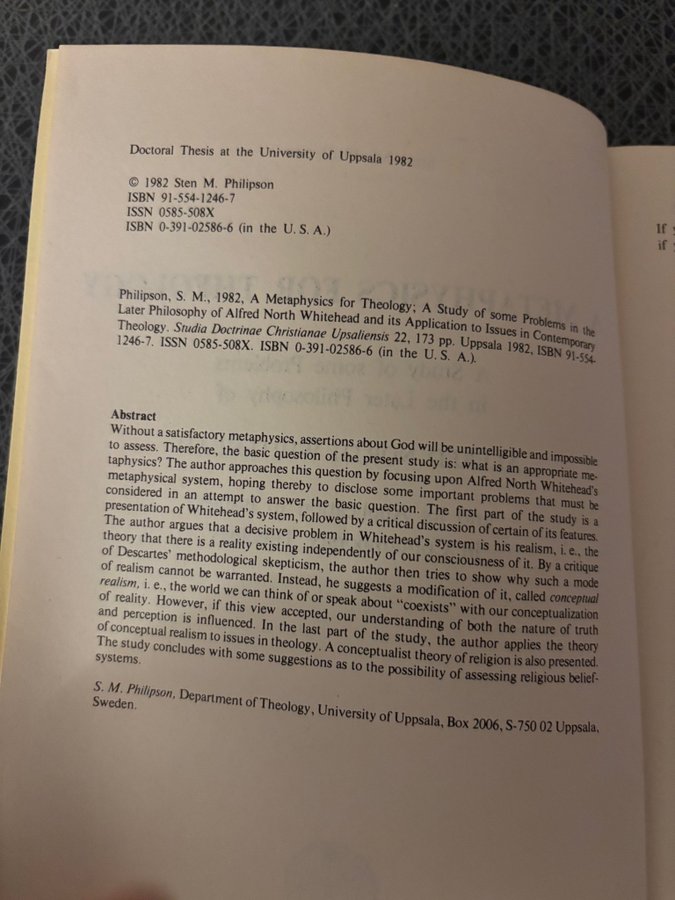 Doctoral Thesis at the University of Uppsala 1982
© 1982 Sten M. Philipson
ISBN 91-554-1246-7
ISSN 0585-508X
ISBN 0-391-02586-6 (in the U. S. A.)
Philipson, S. M., 1982, A Metaphysics for Theology; A Study of some Problems in the
Later Philosophy of Alfred North Whitehead and its Application to Issues in Contemporary
Theology. Studia Doctrinae Christianae Upsaliensis 22, 173 pp. Uppsala 1982, ISBN 91-554-
1246-7. ISSN 0585-508X. ISBN 0-391-02586-6 (in the U. S. A.).
Abstract
Without a satisfactory metaphysics, assertions about God will be unintelligible and impossible
to assess. Therefore, the basic question of the present study is: what is an appropriate me-
taphysics? The author approaches this question by focusing upon Alfred North Whitehead's
metaphysical system, hoping thereby to disclose some important problems that must be
considered in an attempt to answer the basic question. The first part of the study is a
presentation of Whitehead's system, followed by a critical discussion of certain of its features.
The author argues that a decisive problem in Whitehead's system is his realism, i. e., the
theory that there is a reality existing independently of our consciousness of it. By a critique
of Descartes' methodological skepticism, the author then tries to show why such a mode
of realism cannot be warranted. Instead, he suggests a modification of it, called conceptual
realism, i. e., the world we can think of or speak about "coexists" with our conceptualization
of reality. However, if this view accepted, our understanding of both the nature of truth
and perception is influenced. In the last part of the study, the author applies the theory
of conceptual realism to issues in theology. A conceptualist theory of religion is also presented.
The study concludes with some suggestions as to the possibility of assessing religious belief-
systems.
S. M. Philipson, Department of Theology, University of Uppsala, Box 2006, S-750 02 Uppsala,
Sweden.
If
if